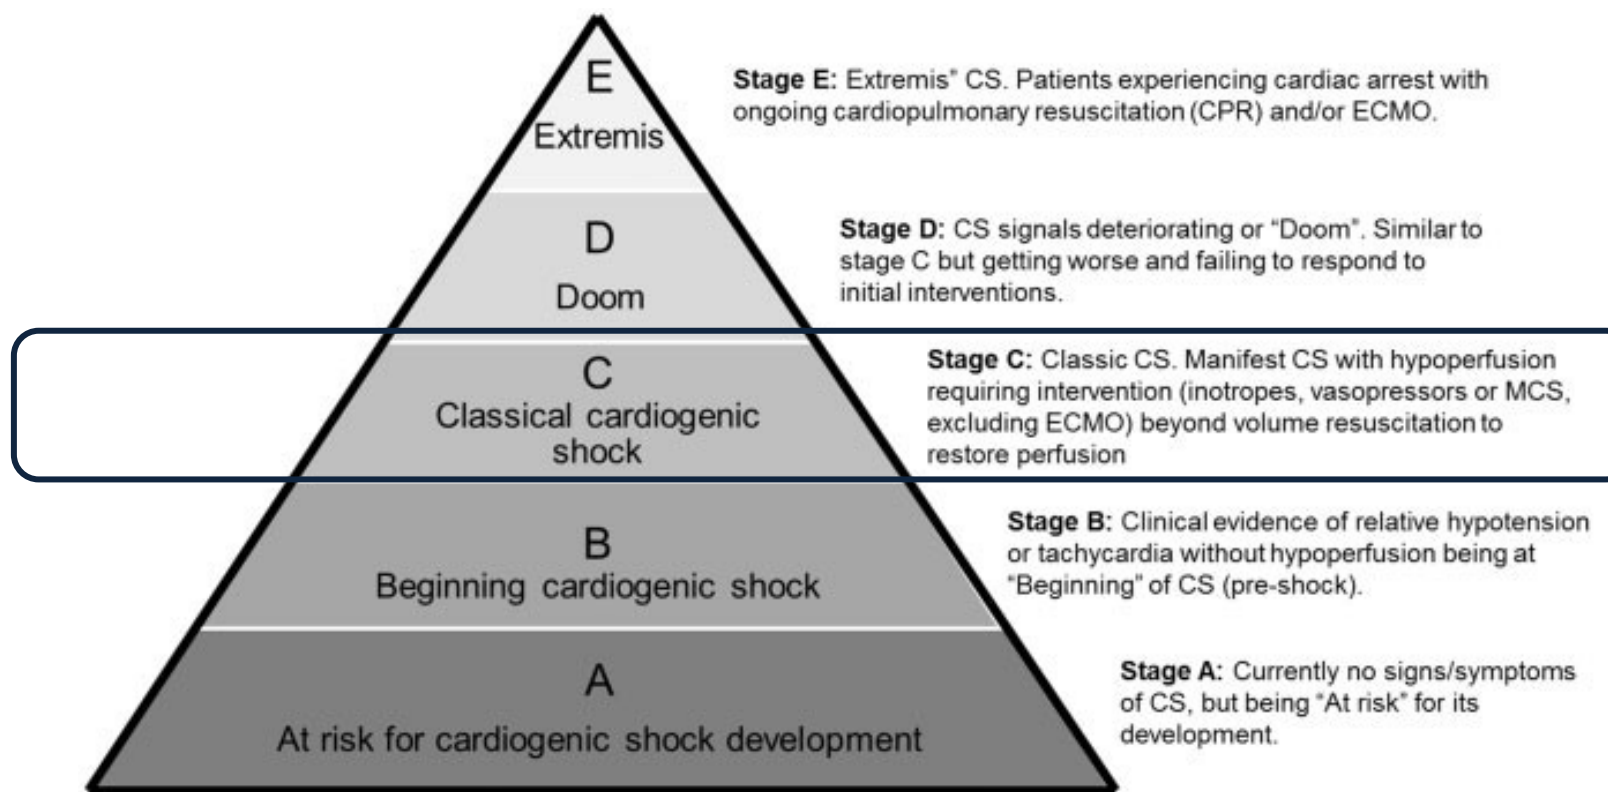 E
Extremis
Stage E: Extremis” CS. Patients experiencing cardiac arrest with
ongoing cardiopulmonary resuscitation (CPR) and/or ECMO.
D
Doom
Stage D: CS signals deteriorating or “Doom”. Similar to
stage C but getting worse and failing to respond to
initial interventions.
C
Classical cardiogenic
shock
Stage C: Classic CS. Manifest CS with hypoperfusion
requiring intervention (inotropes, vasopressors or MCS,
excluding ECMO) beyond volume resuscitation to
restore perfusion
B
Beginning cardiogenic shock
Stage B: Clinical evidence of relative hypotension
or tachycardia without hypoperfusion being at
“Beginning” of CS (pre-shock).
A
At risk for cardiogenic shock development
Stage A: Currently no signs/symptoms
of CS, but being “At risk” for its
development.